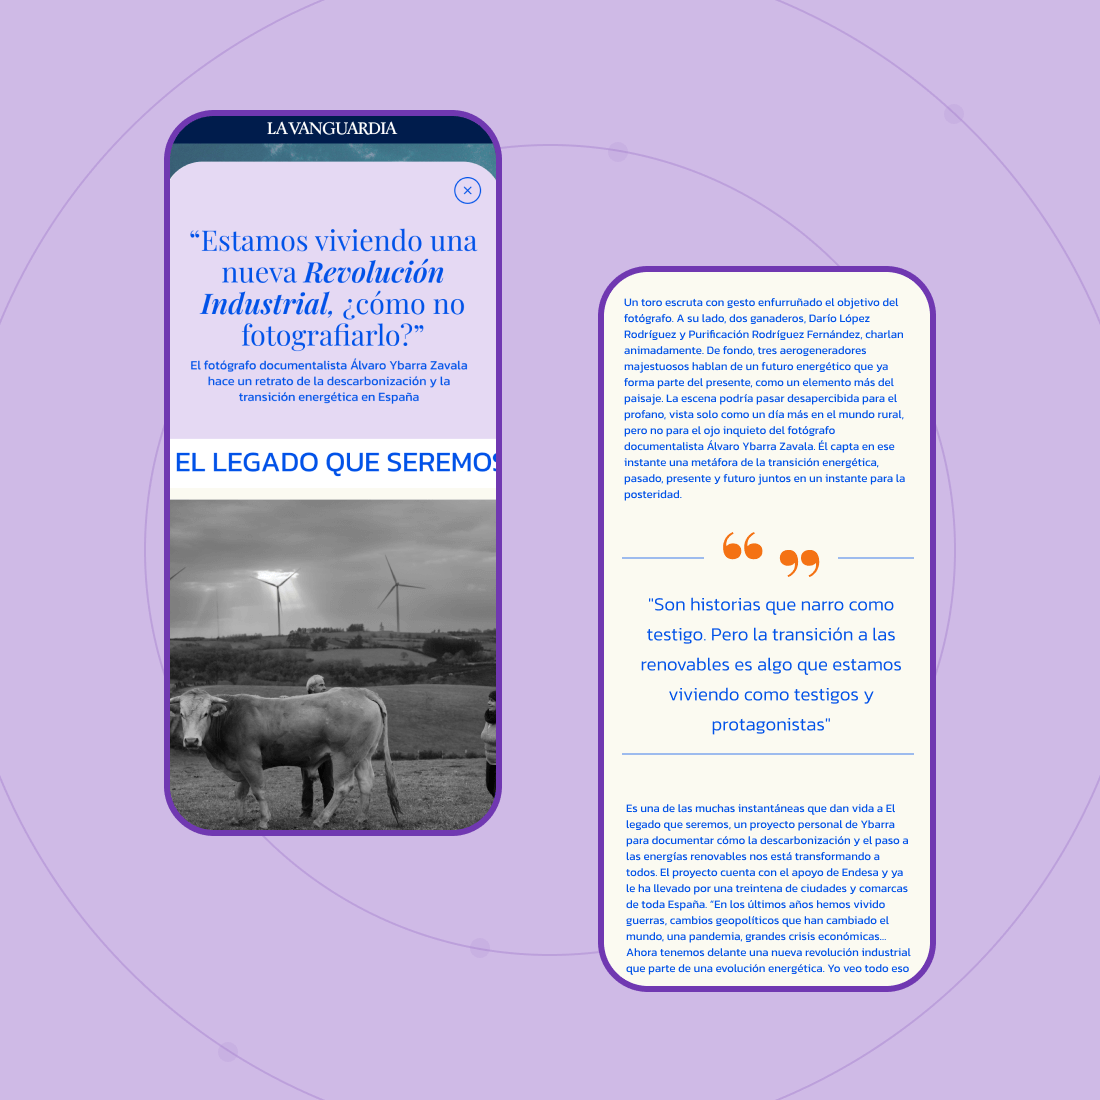 LA VANGUARDIA
“Estamos viviendo una
nueva Revolución
Industrial, ¿cómo no
fotografiarlo?”
El fotógrafo documentalista Álvaro Ybarra Zavala
hace un retrato de la descarbonización y la
transición energética en España
EL LEGADO QUE SEREMOS
Un toro escruta con gesto enfurruñado el objetivo del
fotógrafo. A su lado, dos ganaderos, Darío López
Rodríguez y Purificación Rodríguez Fernández, charlan
animadamente. De fondo, tres aerogeneradores
majestuosos hablan de un futuro energético que ya
forma parte del presente, como un elemento más del
paisaje. La escena podría pasar desapercibida para el
profano, vista solo como un día más en el mundo rural,
pero no para el ojo inquieto del fotógrafo
documentalista Álvaro Ybarra Zavala. Él capta en ese
instante una metáfora de la transición energética,
pasado, presente y futuro juntos en un instante para la
posteridad.
“ ”
"Son historias que narro como
testigo. Pero la transición a las
renovables es algo que estamos
viviendo como testigos y
protagonistas"
Es una de las muchas instantáneas que dan vida a El
legado que seremos, un proyecto personal de Ybarra
para documentar cómo la descarbonización y el paso a
las energías renovables nos está transformando a
todos. El proyecto cuenta con el apoyo de Endesa y ya
le ha llevado por una treintena de ciudades y comarcas
de toda España. “En los últimos años hemos vivido
guerras, cambios geopolíticos que han cambiado el
mundo, una pandemia, grandes crisis económicas…
Ahora tenemos delante una nueva revolución industrial
que parte de una evolución energética. Yo veo todo eso